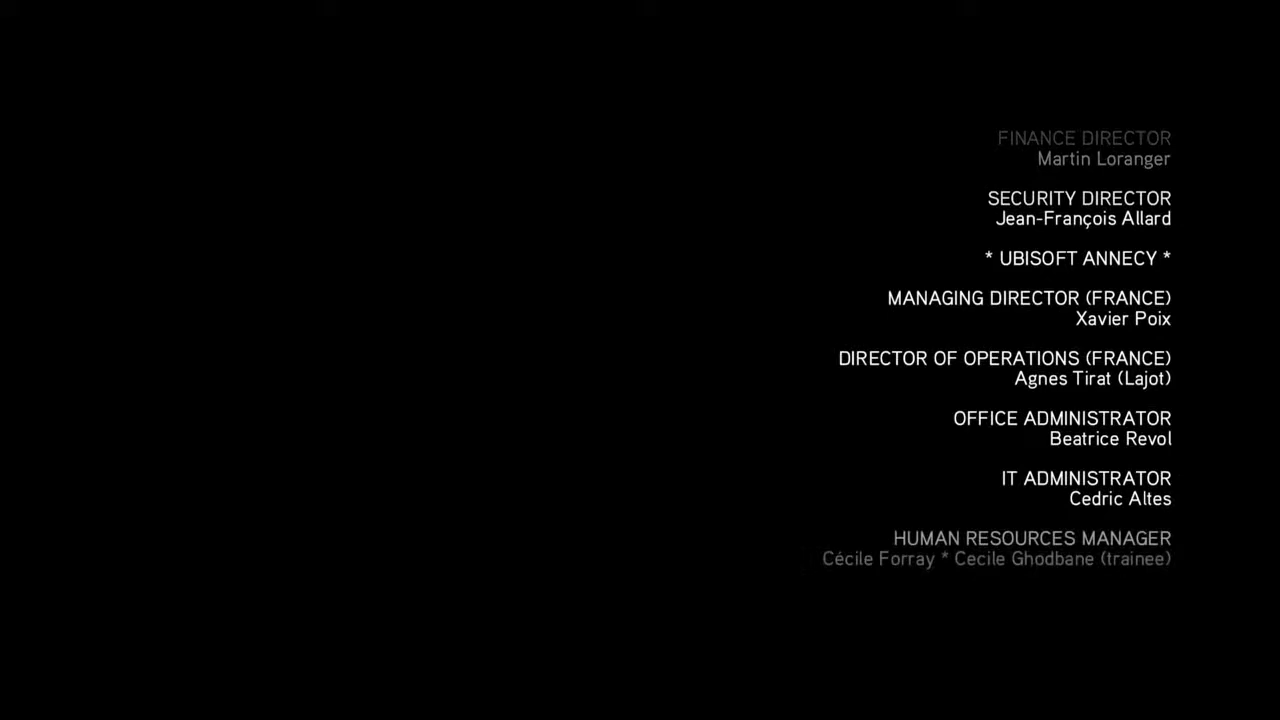 FINANCE DIRECTOR
Martin Loranger
SECURITY DIRECTOR
Jean-François Allard
* UBISOFT ANNECY *
MANAGING DIRECTOR (FRANCE)
Xavier Poix
DIRECTOR OF OPERATIONS (FRANCE)
Agnes Tirat (Lajot)
OFFICE ADMINISTRATOR
Beatrice Revol
IT ADMINISTRATOR
Cedric Altes
HUMAN RESOURCES MANAGER
Cécile Forray * Cecile Ghodbane (trainee)